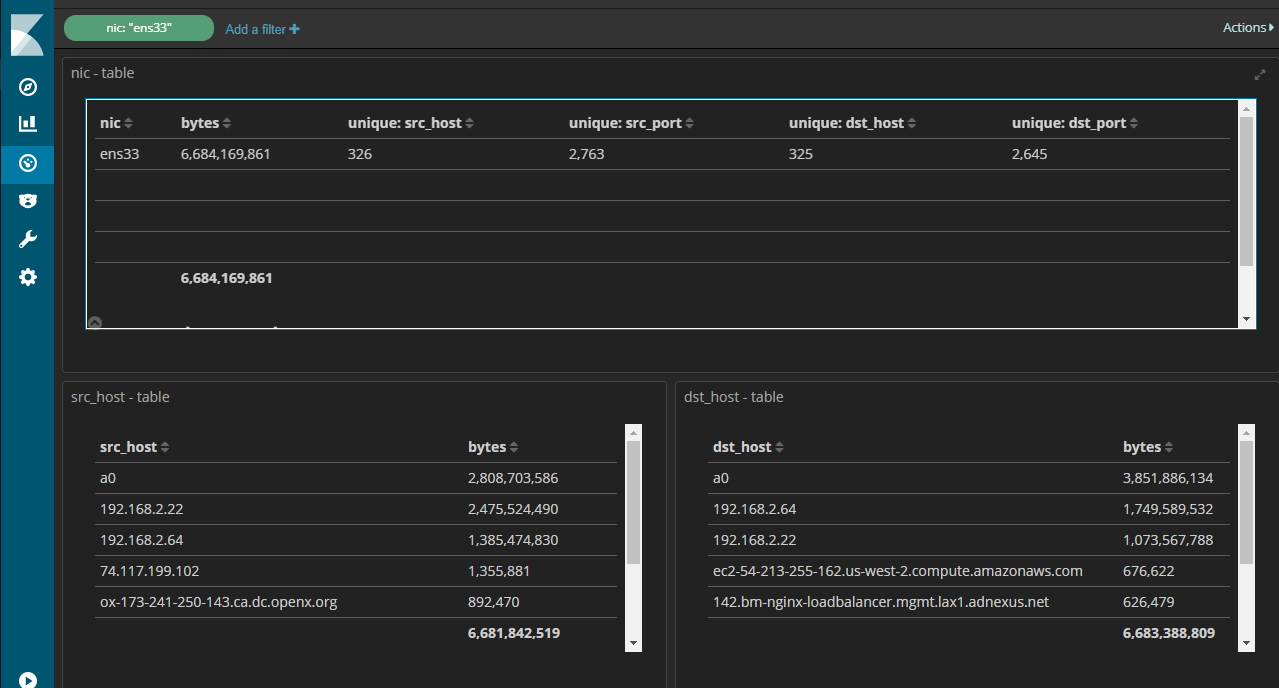 nic: "ens33" Add a filter + Actions
nic - table
nic bytes unique: src_host unique: src_port unique: dst_host unique: dst_port
ens33 6,684,169,861 326 2,763 325 2,645
6,684,169,861
src_host - table
src_host bytes
a0 2,808,703,586
192.168.2.22 2,475,524,490
192.168.2.64 1,385,474,830
74.117.199.102 1,355,881
ox-173-241-250-143.ca.dc.openx.org 892,470
6,681,842,519
dst_host - table
dst_host bytes
a0 3,851,886,134
192.168.2.64 1,749,589,532
192.168.2.22 1,073,567,788
ec2-54-213-255-162.us-west-2.compute.amazonaws.com 676,622
142.bm-nginx-loadbalancer.mgmt.lax1.adnexus.net 626,479
6,683,388,809